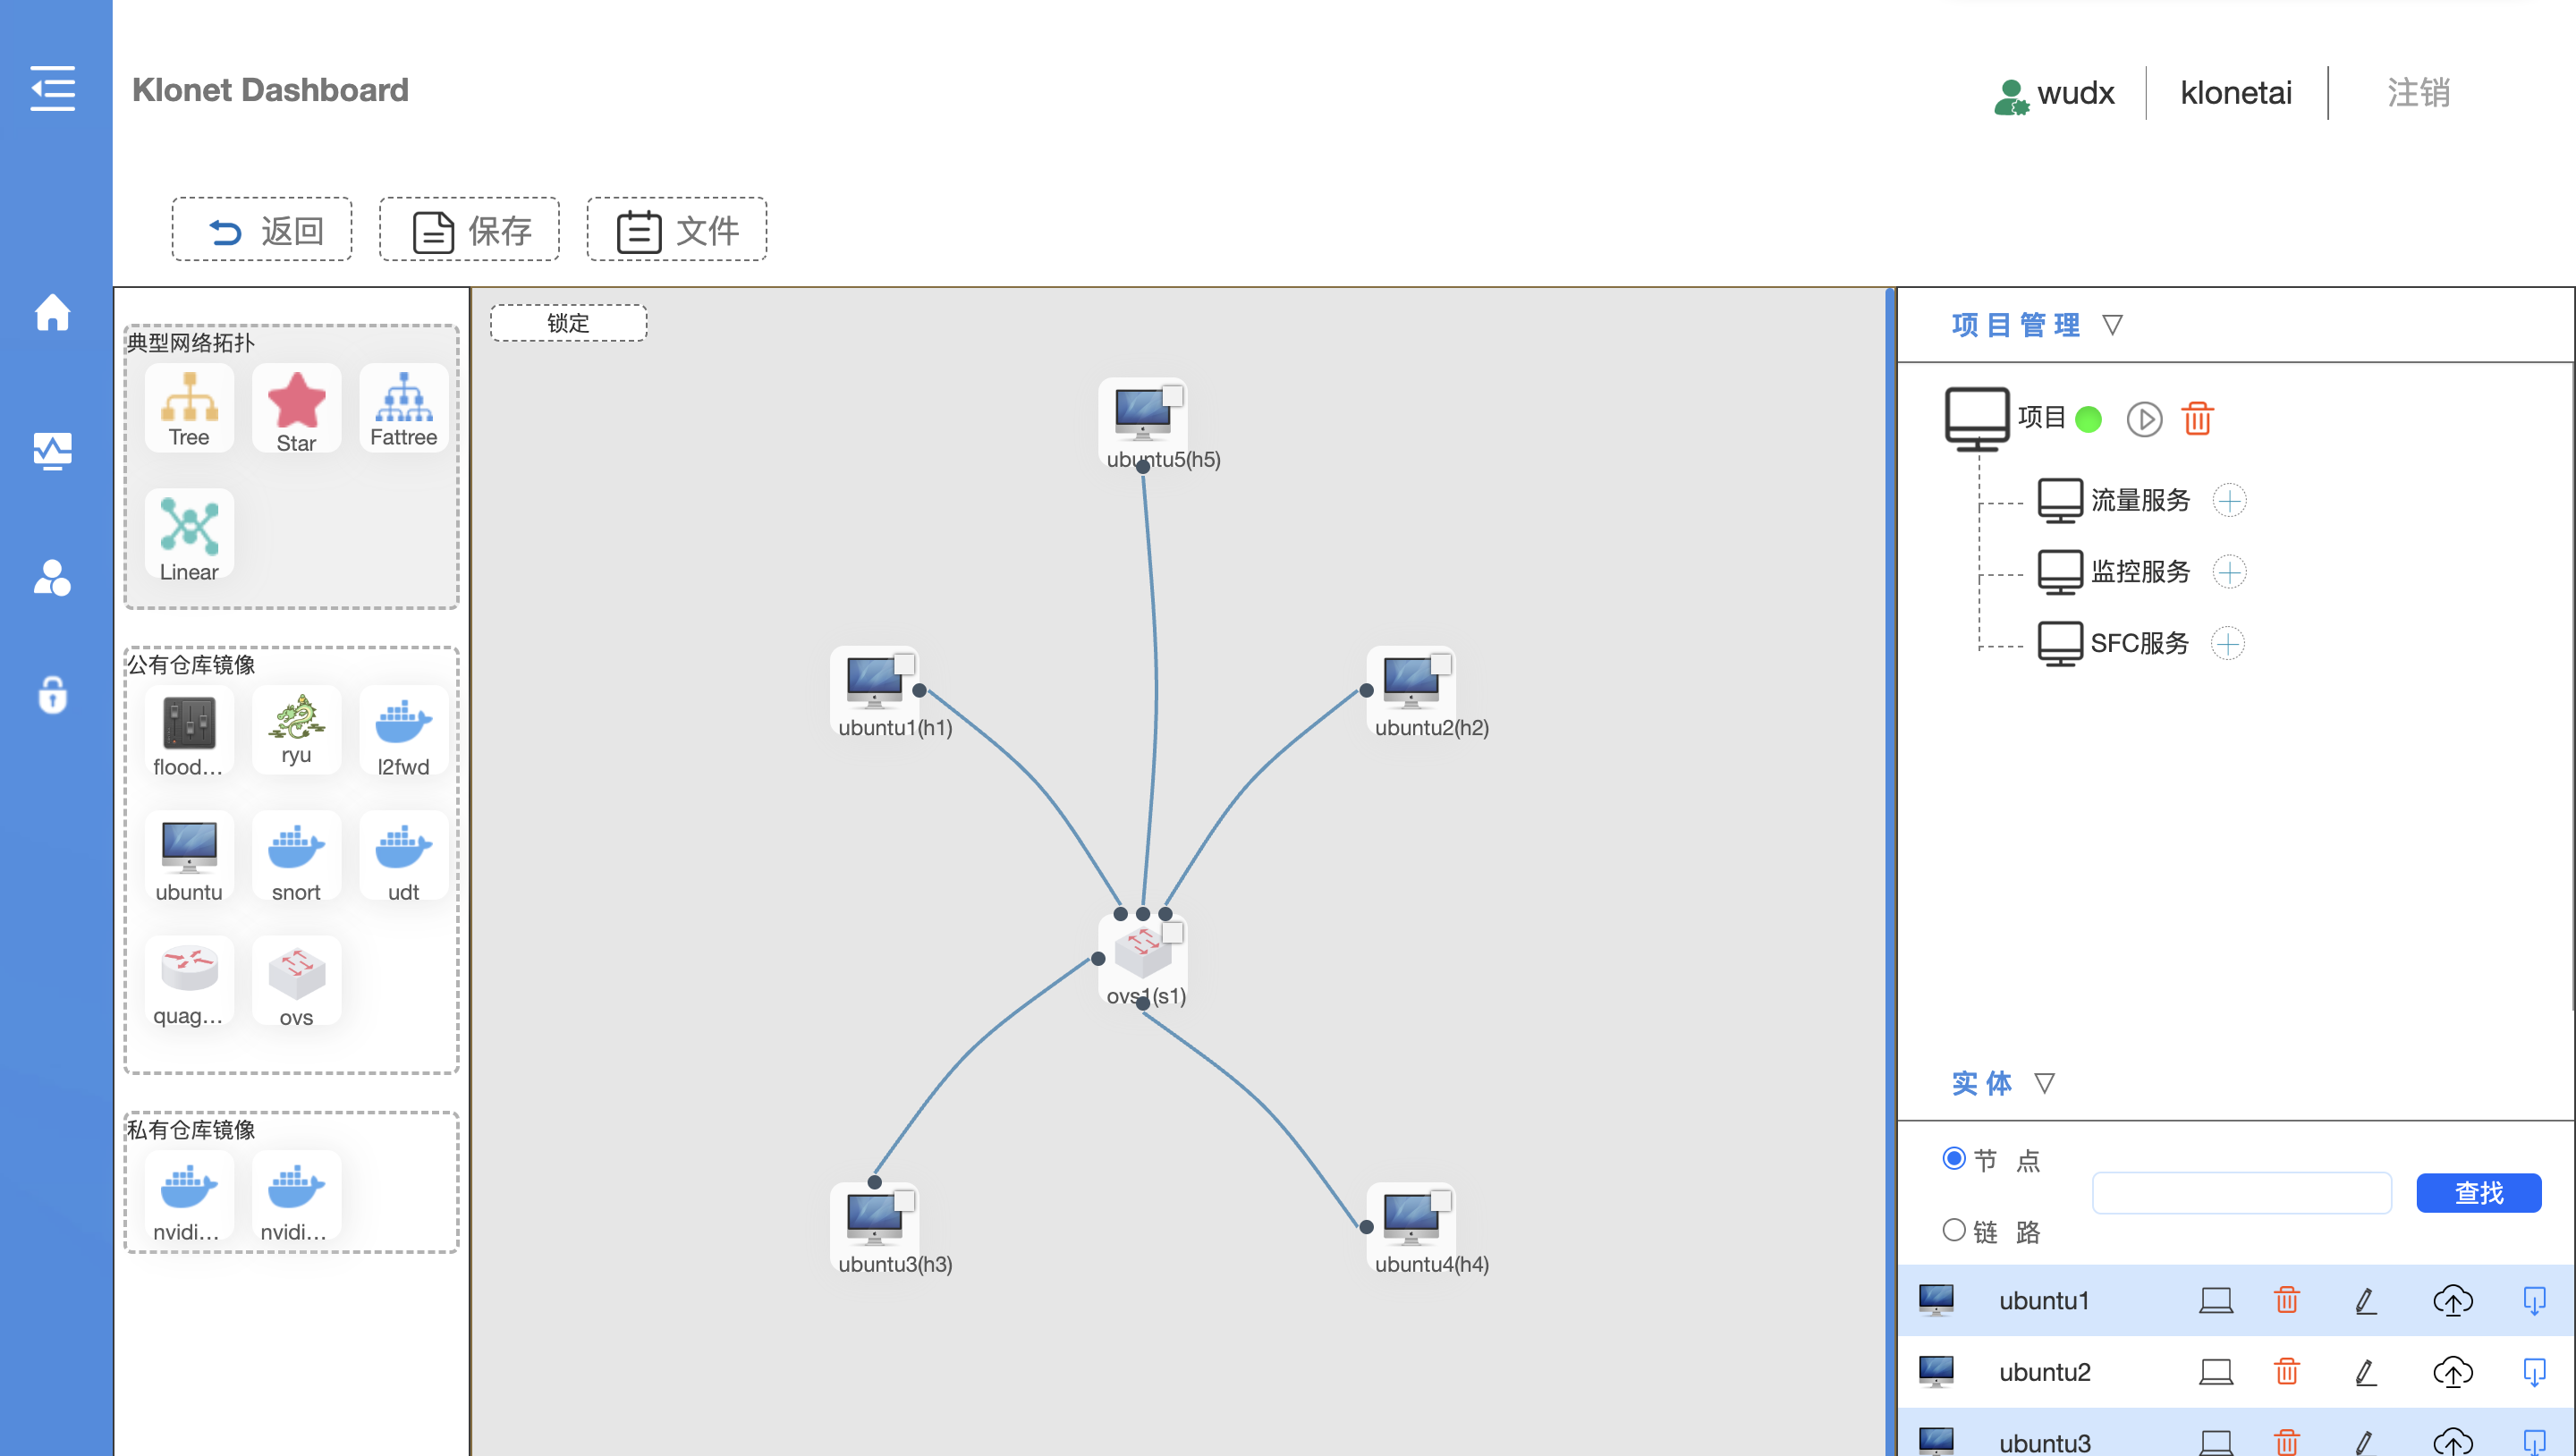 Klonet Dashboard
wudx
klonetai
注销
返回
保存
文件
典型网络拓扑
Tree
Star
Fattree
Linear
公有仓库镜像
flood...
ryu
l2fwd
ubuntu
snort
udt
quag...
ovs
私有仓库镜像
nvidi...
nvidi...
锁定
ubuntu5(h5)
ubuntu1(h1)
ubuntu2(h2)
ovs1(s1)
ubuntu3(h3)
ubuntu4(h4)
项目管理 ▽
项目
流量服务
监控服务
SFC服务
实体 ▽
节 点
查找
链 路
ubuntu1
ubuntu2
ubuntu3